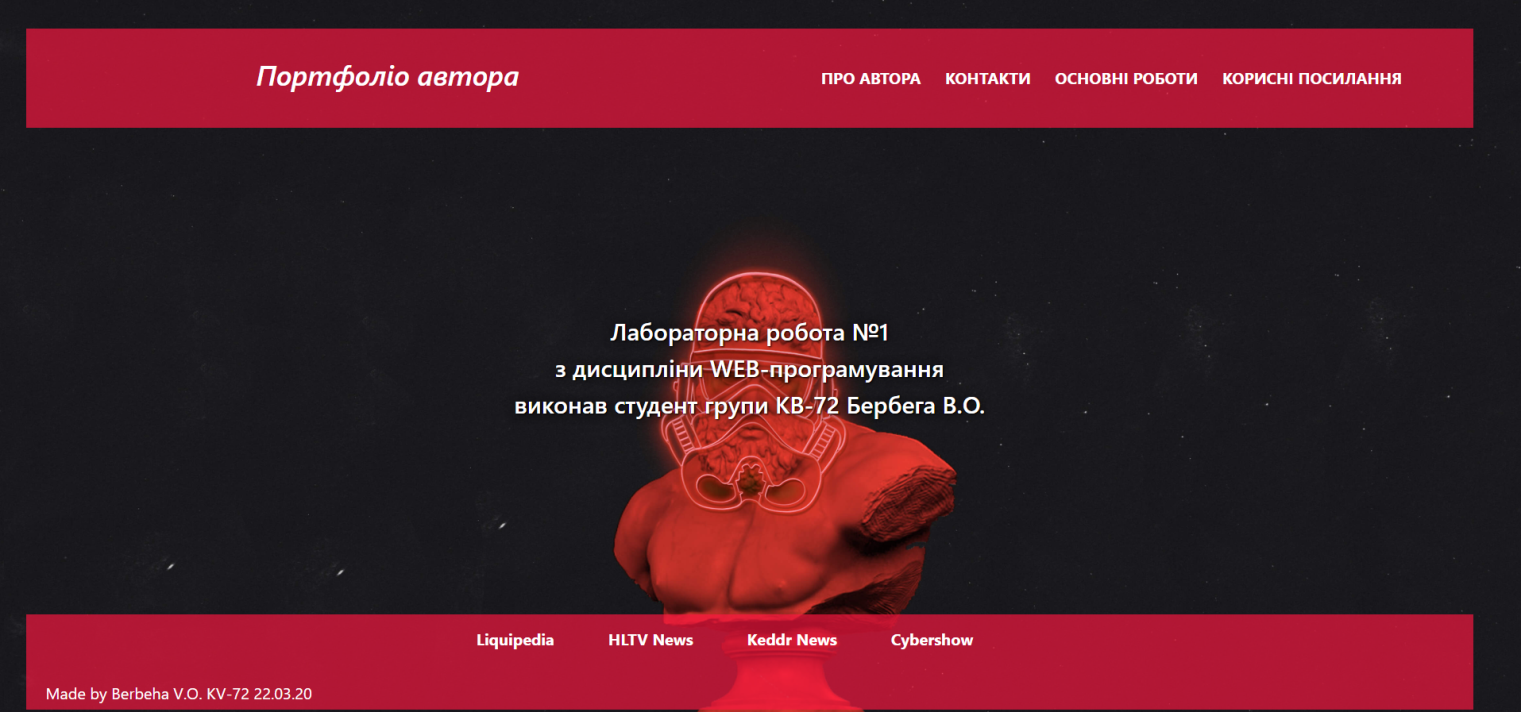 Портфоліо автора
ПРО АВТОРА КОНТАКТИ ОСНОВНІ РОБОТИ КОРИСНІ ПОСИЛАННЯ
Лабораторна робота №1
з дисципліни WEB-програмування
виконав студент групи КВ-72 Бербега В.О.
Liquipedia HLTV News Keddr News Cybershow
Made by Berbeha V.O. KV-72 22.03.20